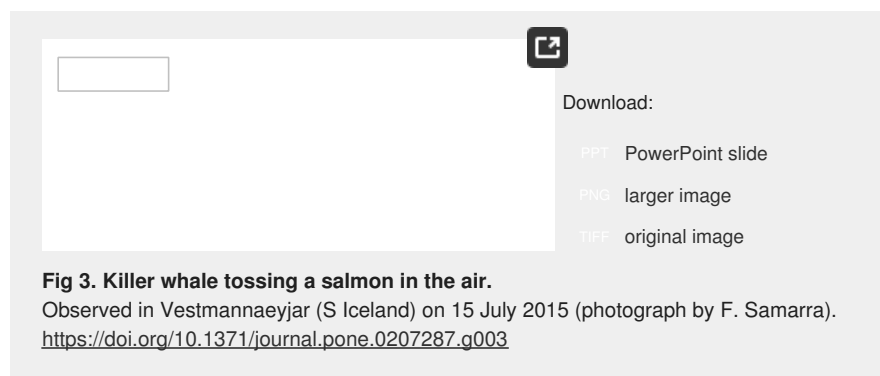 Download:
PPT PowerPoint slide
PNG larger image
TIFF original image
Fig 3. Killer whale tossing a salmon in the air.
Observed in Vestmannaeyjar (S Iceland) on 15 July 2015 (photograph by F. Samarra).
https://doi.org/10.1371/journal.pone.0207287.g003